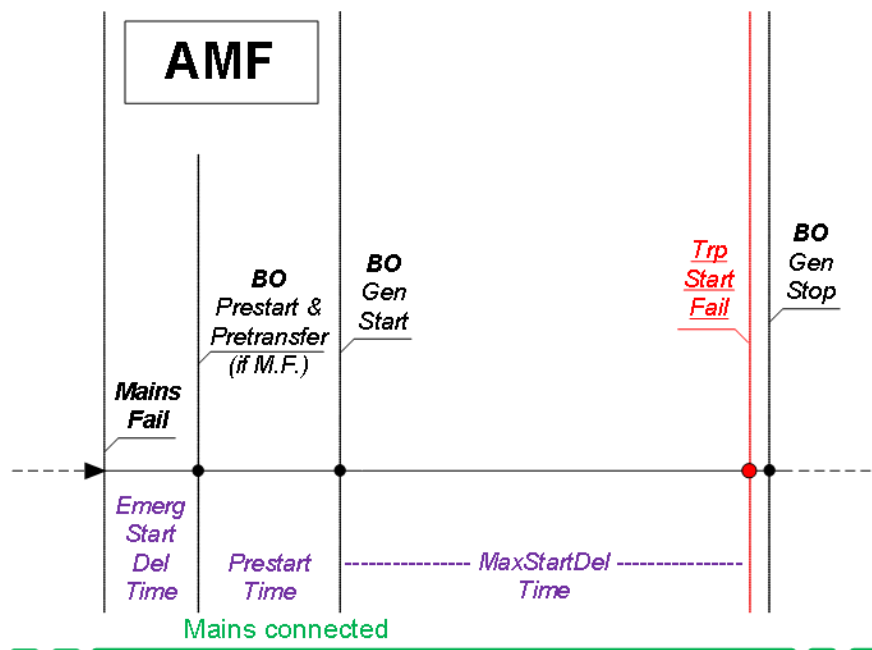 AMF
BO
Prestart &
Pretransfer
(if M.F.)
BO
Gen
Start
Trp
Start
Fail
BO
Gen
Stop
Mains
Fail
Emerg
Start
Del
Time
Prestart
Time
---------------- MaxStartDel ----------------
Time
Mains connected